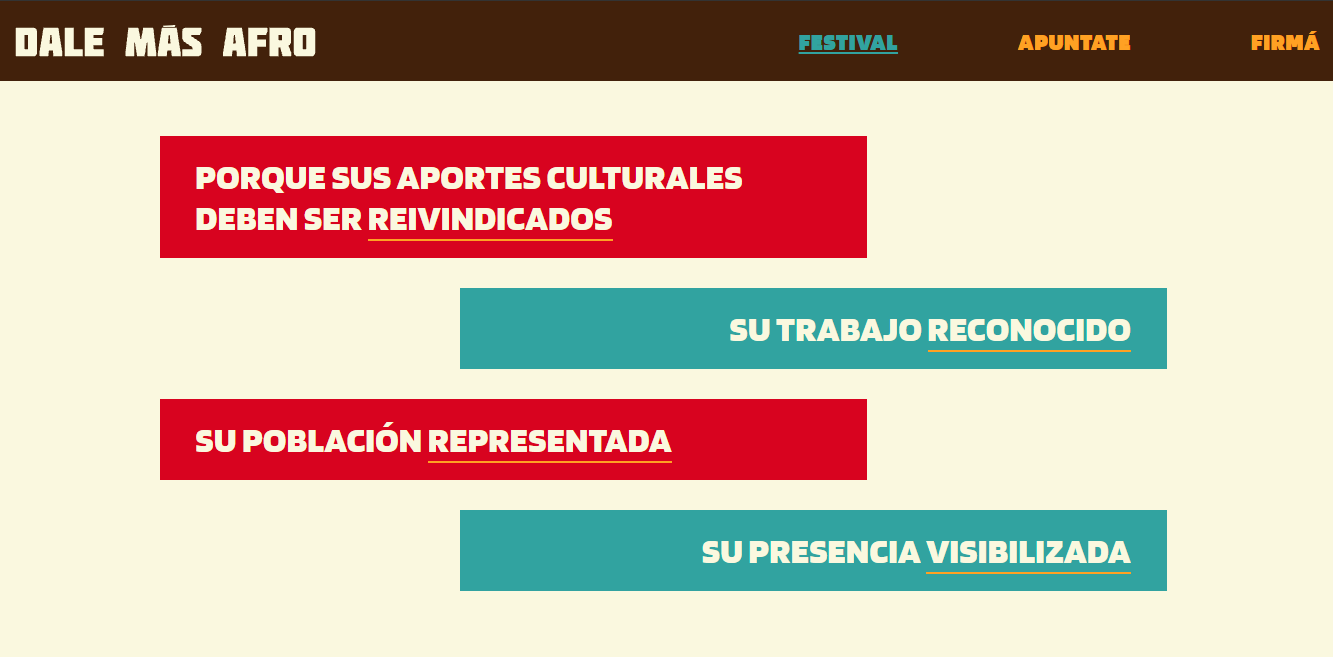 DALE MÁS AFRO
FESTIVAL
APUNTATE
FIRMÁ
PORQUE SUS APORTES CULTURALES
DEBEN SER REIVINDICADOS
SU TRABAJO RECONOCIDO
SU POBLACIÓN REPRESENTADA
SU PRESENCIA VISIBILIZADA